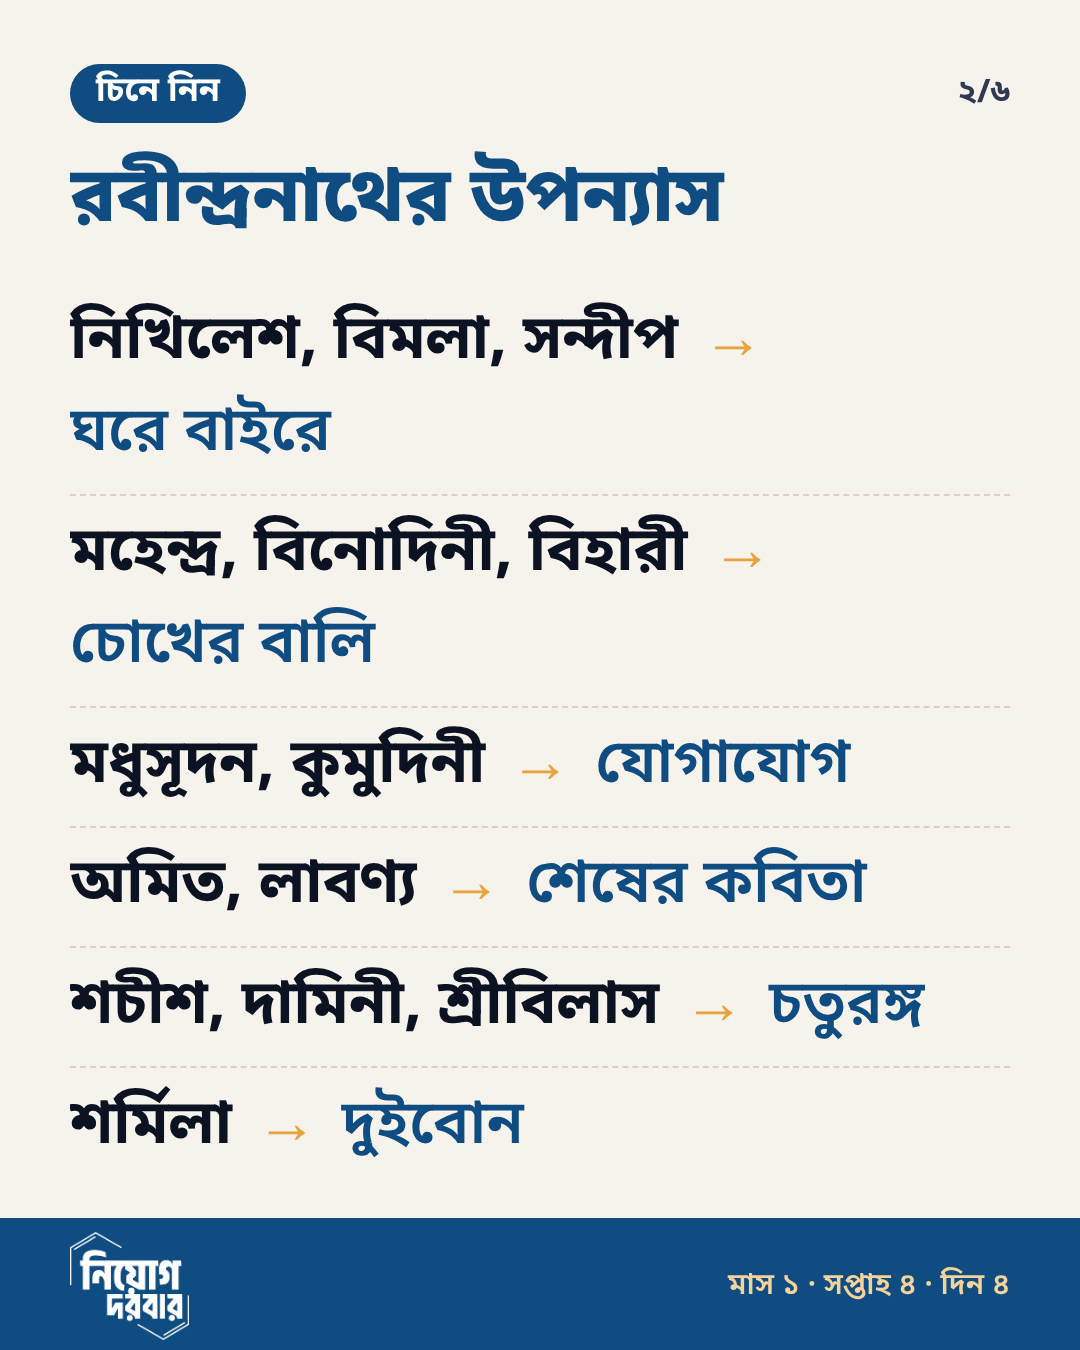 চিনে নিন
২/৬
রবীন্দ্রনাথের উপন্যাস
নিখিলেশ, বিমলা, সন্দীপ →
ঘরে বাইরে
মহেন্দ্র, বিনোদিনী, বিহারী →
চোখের বালি
মধুসূদন, কুমুদিনী → যোগাযোগ
অমিত, লাবণ্য → শেষের কবিতা
শচীশ, দামিনী, শ্রীবিলাস → চতুরঙ্গ
শর্মিলা → দুইবোন
নিয়োগ
দরবার
মাস ১ · সপ্তাহ ৪ · দিন ৪